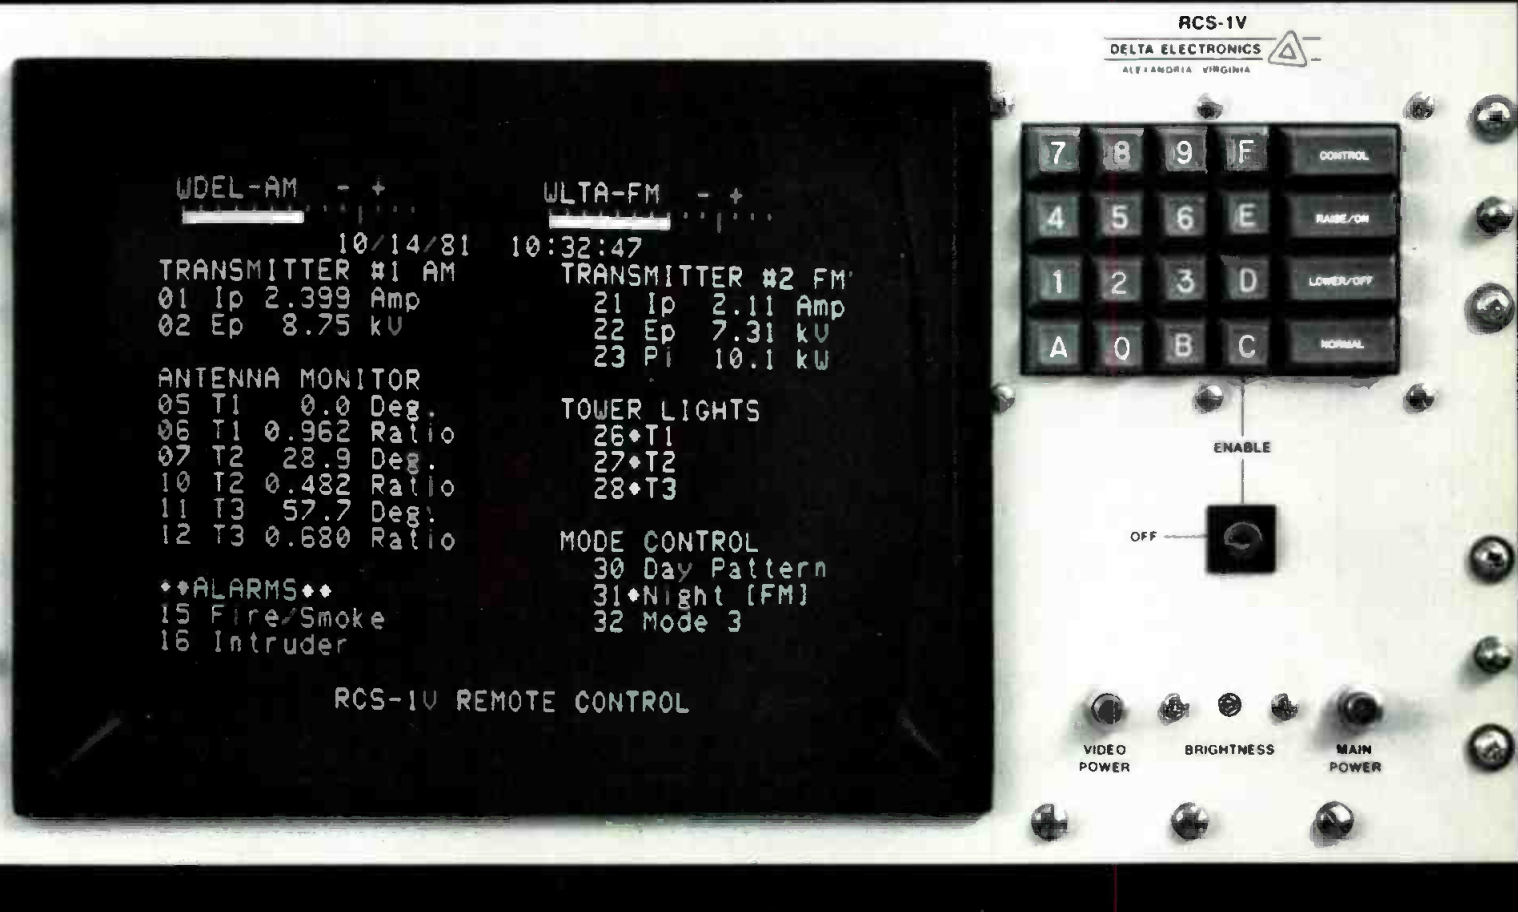 RCS-1V
DELTA ELECTRONICS
ALEXANDRIA VIRGINIA
WDEL-AM - +
WLTA-FM - +
10/14/81 10:32:47
TRANSMITTER #1 AM
01 Ip 2.399 Amp
02 Ep 8.75 kV
ANTENNA MONITOR
05 T1 0.0 Deg.
06 T1 0.962 Ratio
07 T2 28.9 Deg.
10 T2 0.482 Ratio
11 T3 57.7 Deg.
12 T3 0.680 Ratio
♦♦ALARMS♦♦
15 Fire/Smoke
16 Intruder
TRANSMITTER #2 FM
21 Ip 2.11 Amp
22 Ep 7.31 kV
23 Pi 10.1 kW
TOWER LIGHTS
26♦T1
27♦T2
28♦T3
MODE CONTROL
30 Day Pattern
31♦Night [FM]
32 Mode 3
RCS-1V REMOTE CONTROL
7 8 9 F CONTROL
4 5 6 E RAISE/ON
1 2 3 D LOWER/OFF
A 0 B C NORMAL
ENABLE
OFF
VIDEO POWER
BRIGHTNESS
MAIN POWER